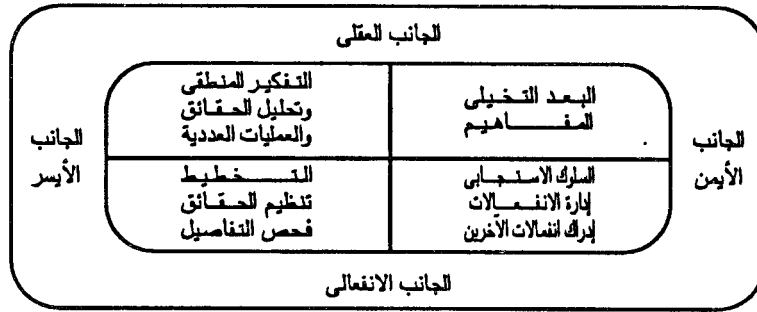 الجانب العقلى
البعد التخيلى
المفاهيم
التفكير المنطقى
وتحليل الحقائق
والعمليات العددية
الجانب
الأيمن
الجانب
الأيسر
السلوك الاستجابى
إدارة الانفعالات
إدراك انفعالات الآخرين
التخطيط
تنظيم الحقائق
فحص التفاصيل
الجانب الانفعالى